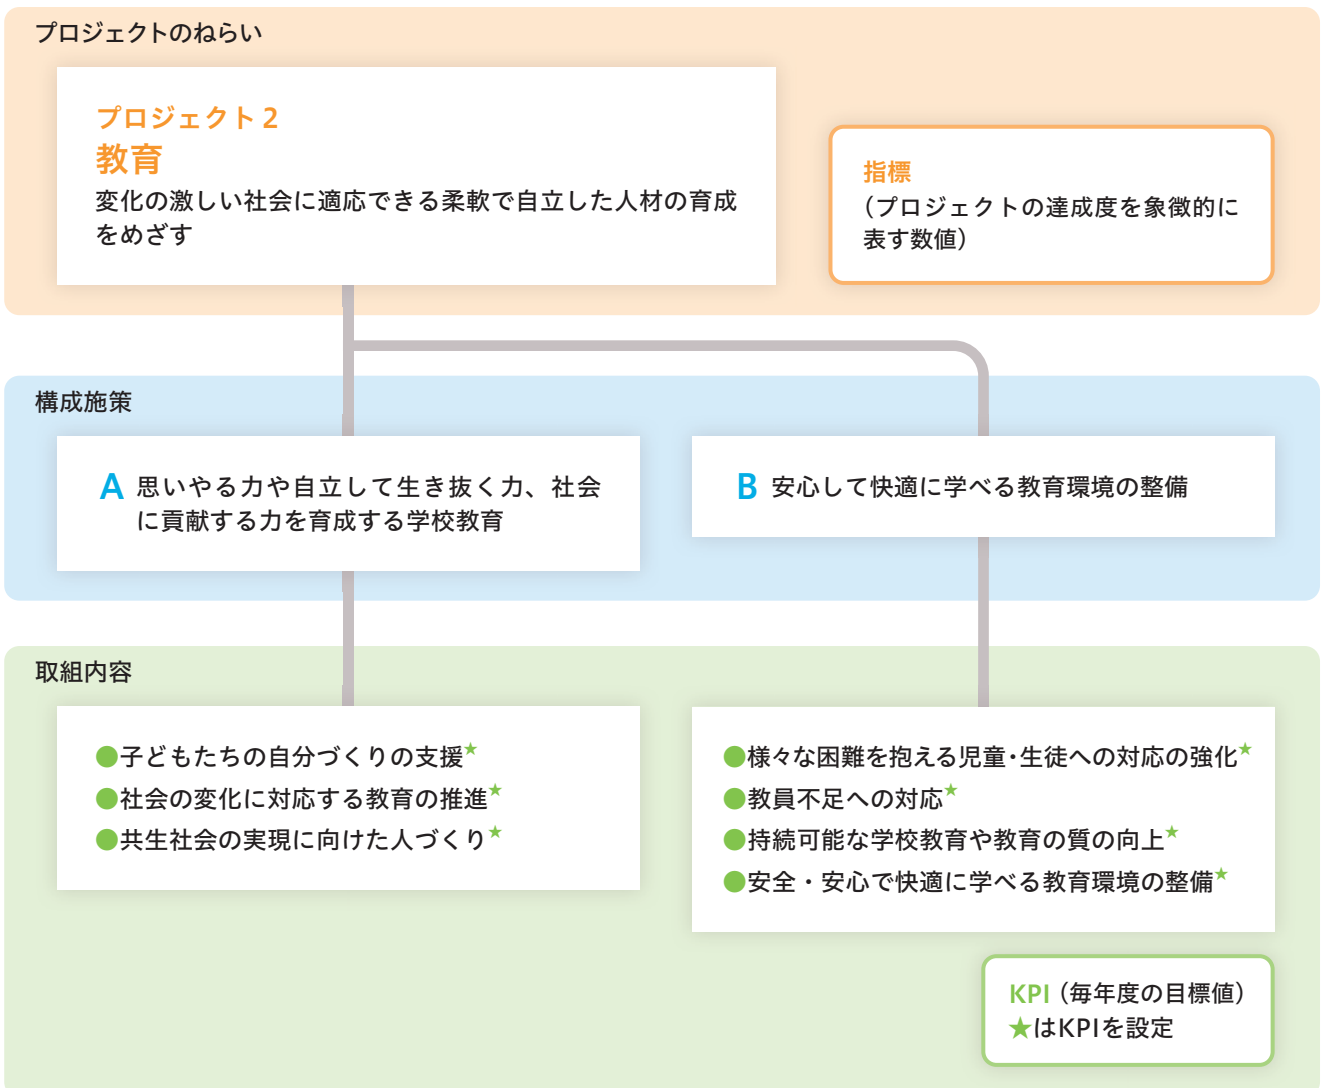 プロジェクトのねらい
プロジェクト2
教育
変化の激しい社会に適応できる柔軟で自立した人材の育成
をめざす
指標
(プロジェクトの達成度を象徴的に
表す数値)
構成施策
A 思いやる力や自立して生き抜く力、社会
に貢献する力を育成する学校教育
B 安心して快適に学べる教育環境の整備
取組内容
●子どもたちの自分づくりの支援★
●社会の変化に対応する教育の推進★
●共生社会の実現に向けた人づくり★
●様々な困難を抱える児童・生徒への対応の強化★
●教員不足への対応★
●持続可能な学校教育や教育の質の向上★
●安全・安心で快適に学べる教育環境の整備★
KPI(毎年度の目標値)
★はKPIを設定